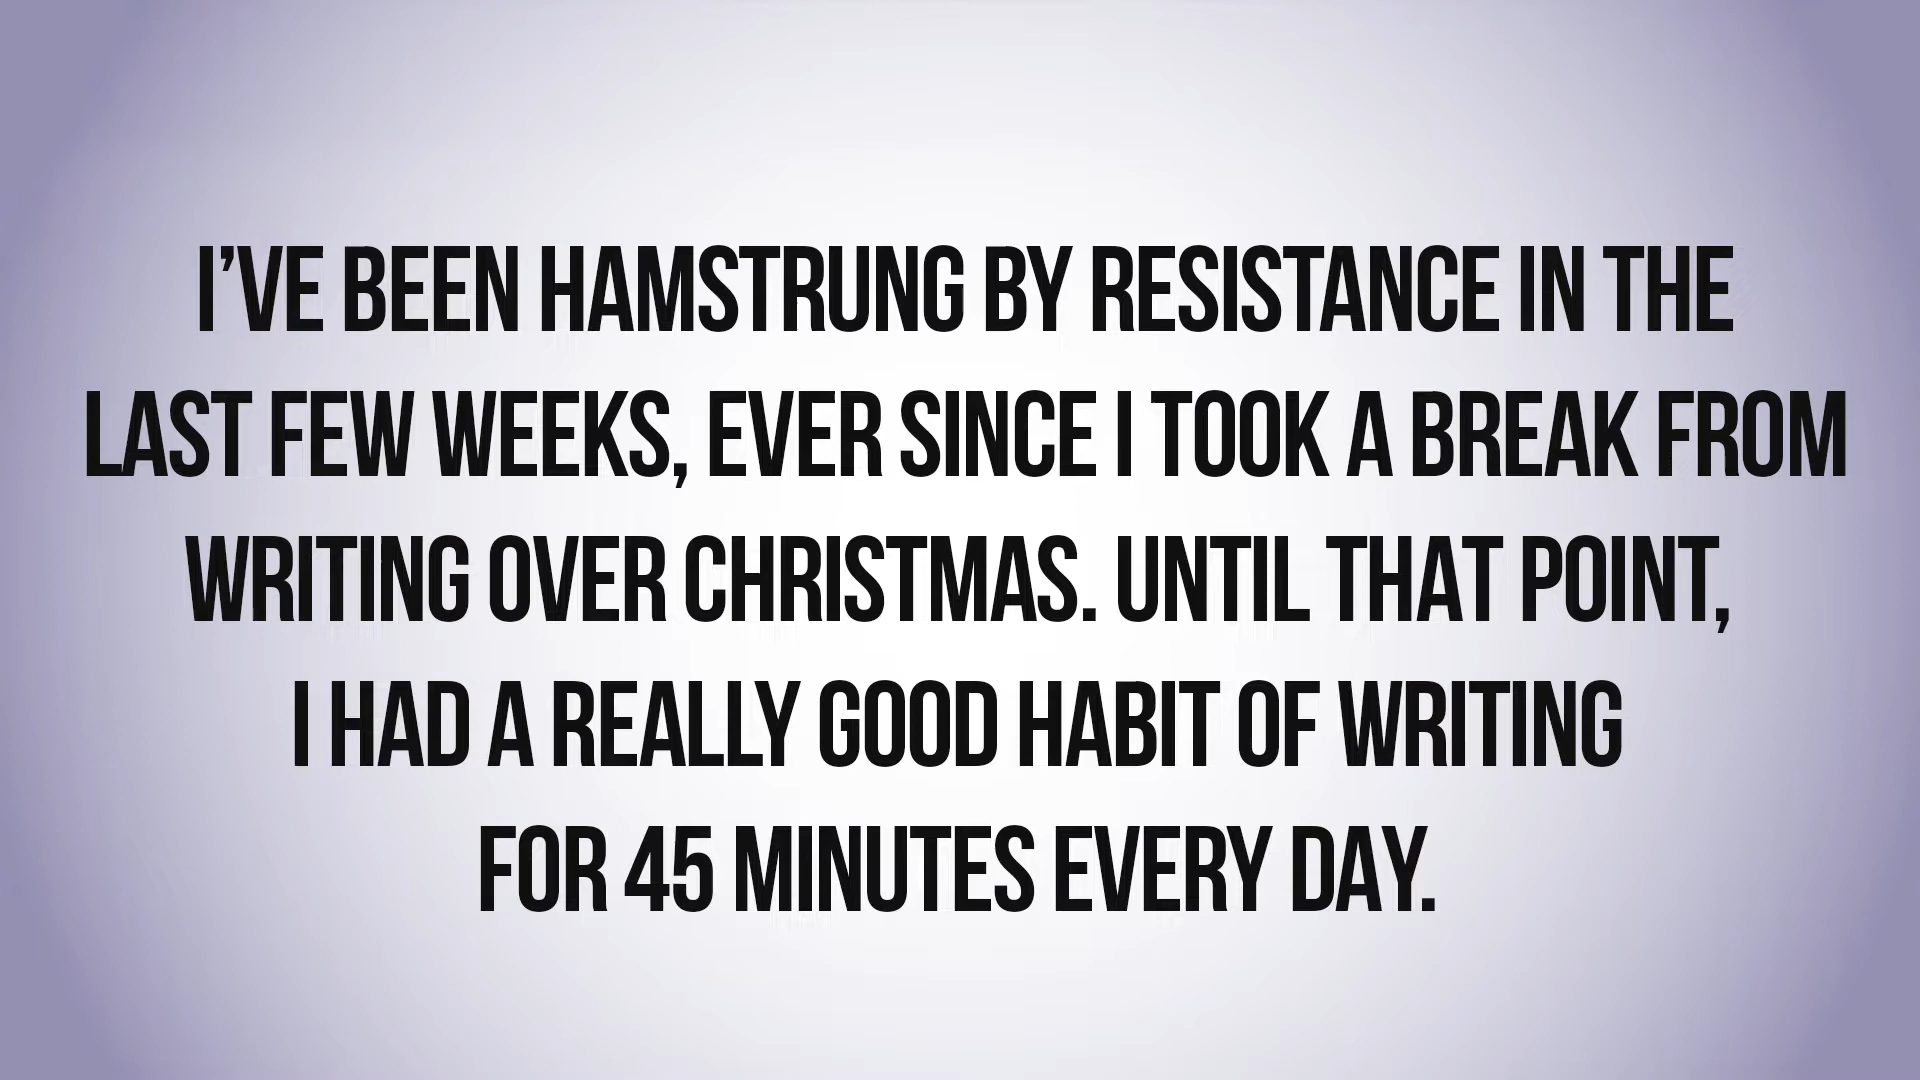 I’VE BEEN HAMSTRUNG BY RESISTANCE IN THE
LAST FEW WEEKS, EVER SINCE I TOOK A BREAK FROM
WRITING OVER CHRISTMAS. UNTIL THAT POINT,
I HAD A REALLY GOOD HABIT OF WRITING
FOR 45 MINUTES EVERY DAY.